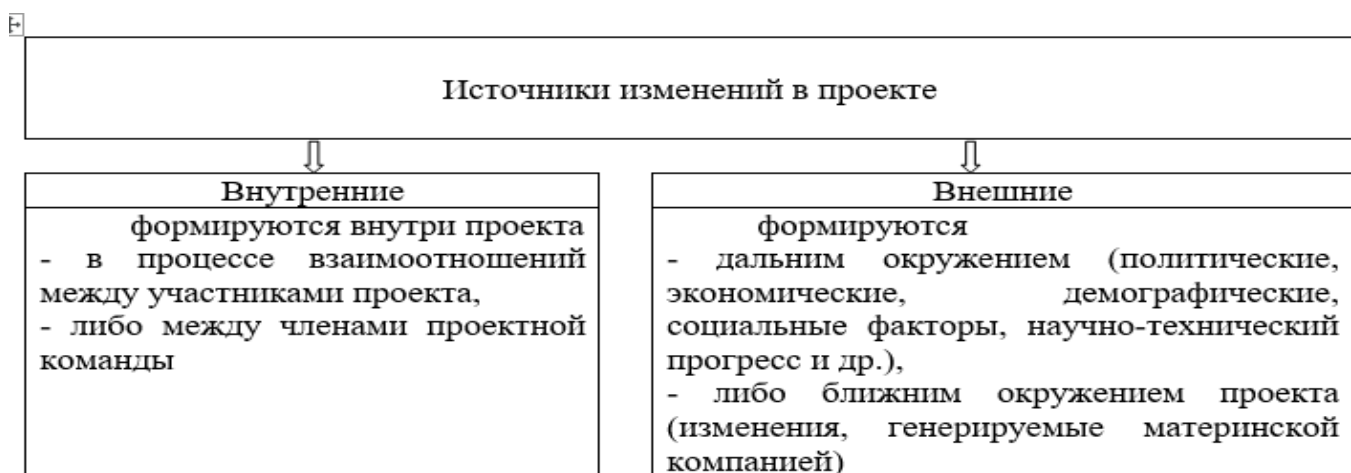 Источники изменений в проекте
Внутренние
формируются внутри проекта
- в процессе взаимоотношений
между участниками проекта,
- либо между членами проектной
команды
Внешние
формируются
- дальним окружением (политические,
экономические, демографические,
социальные факторы, научно-технический
прогресс и др.),
- либо ближним окружением проекта
(изменения, генерируемые материнской
компанией)